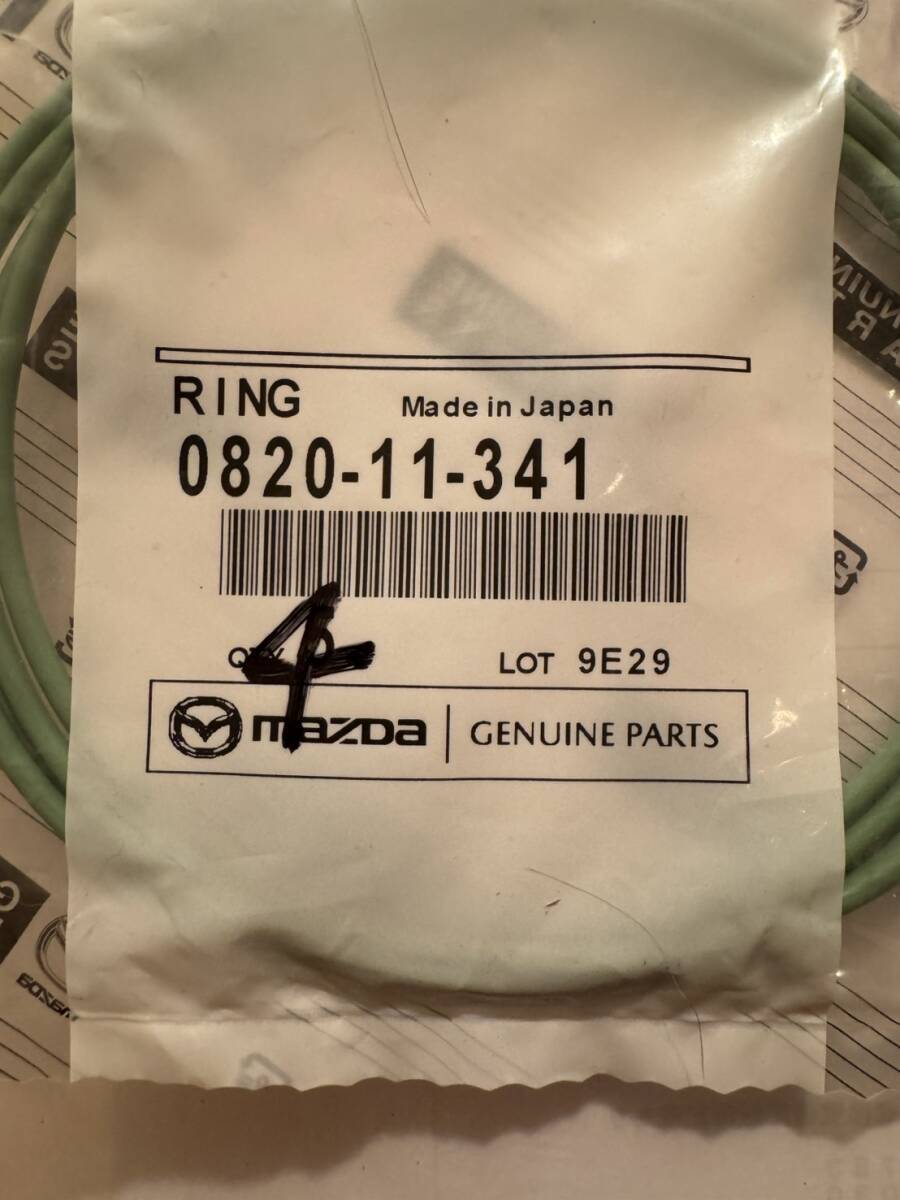 RING Made in Japan
0820-11-341
4
LOT 9E29
mazda GENUINE PARTS